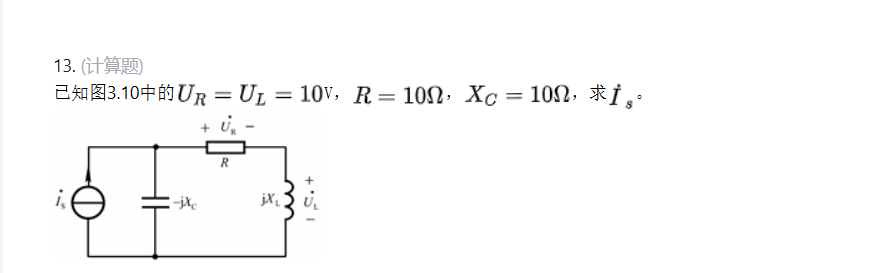 13. (计算题)
已知图3.10中的U_R = U_L = 10V, R = 10Ω, X_C = 10Ω, 求İ_s。
+ U̇_R −
R
İ_s
-jX_C
jX_L
+
U̇_L
−